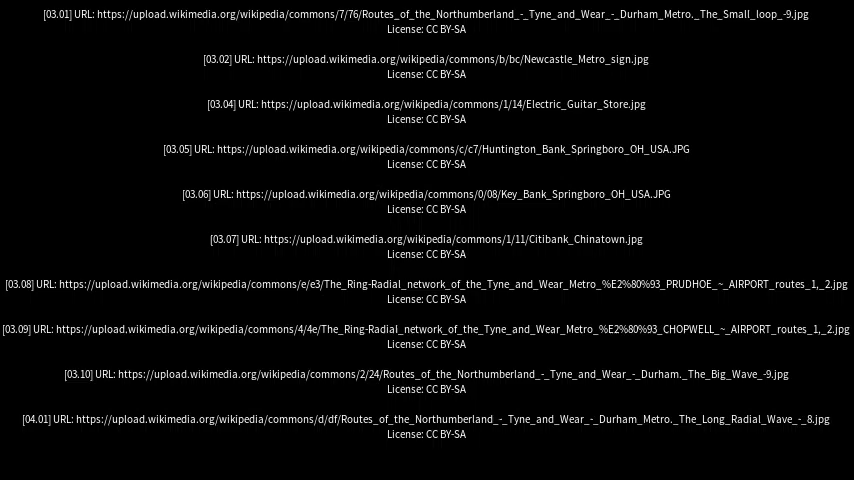 [03.01] URL: https://upload.wikimedia.org/wikipedia/commons/7/76/Routes_of_the_Northumberland_-_Tyne_and_Wear_-_Durham_Metro._The_Small_loop_-9.jpg
License: CC BY-SA
[03.02] URL: https://upload.wikimedia.org/wikipedia/commons/b/bc/Newcastle_Metro_sign.jpg
License: CC BY-SA
[03.04] URL: https://upload.wikimedia.org/wikipedia/commons/1/14/Electric_Guitar_Store.jpg
License: CC BY-SA
[03.05] URL: https://upload.wikimedia.org/wikipedia/commons/c/c7/Huntington_Bank_Springboro_OH_USA.JPG
License: CC BY-SA
[03.06] URL: https://upload.wikimedia.org/wikipedia/commons/0/08/Key_Bank_Springboro_OH_USA.JPG
License: CC BY-SA
[03.07] URL: https://upload.wikimedia.org/wikipedia/commons/1/11/Citibank_Chinatown.jpg
License: CC BY-SA
[03.08] URL: https://upload.wikimedia.org/wikipedia/commons/e/e3/The_Ring-Radial_network_of_the_Tyne_and_Wear_Metro_%E2%80%93_PRUDHOE_~_AIRPORT_routes_1,_2.jpg
License: CC BY-SA
[03.09] URL: https://upload.wikimedia.org/wikipedia/commons/4/4e/The_Ring-Radial_network_of_the_Tyne_and_Wear_Metro_%E2%80%93_CHOPWELL_~_AIRPORT_routes_1,_2.jpg
License: CC BY-SA
[03.10] URL: https://upload.wikimedia.org/wikipedia/commons/2/24/Routes_of_the_Northumberland_-_Tyne_and_Wear_-_Durham._The_Big_Wave_-9.jpg
License: CC BY-SA
[04.01] URL: https://upload.wikimedia.org/wikipedia/commons/d/df/Routes_of_the_Northumberland_-_Tyne_and_Wear_-_Durham_Metro._The_Long_Radial_Wave_-_8.jpg
License: CC BY-SA